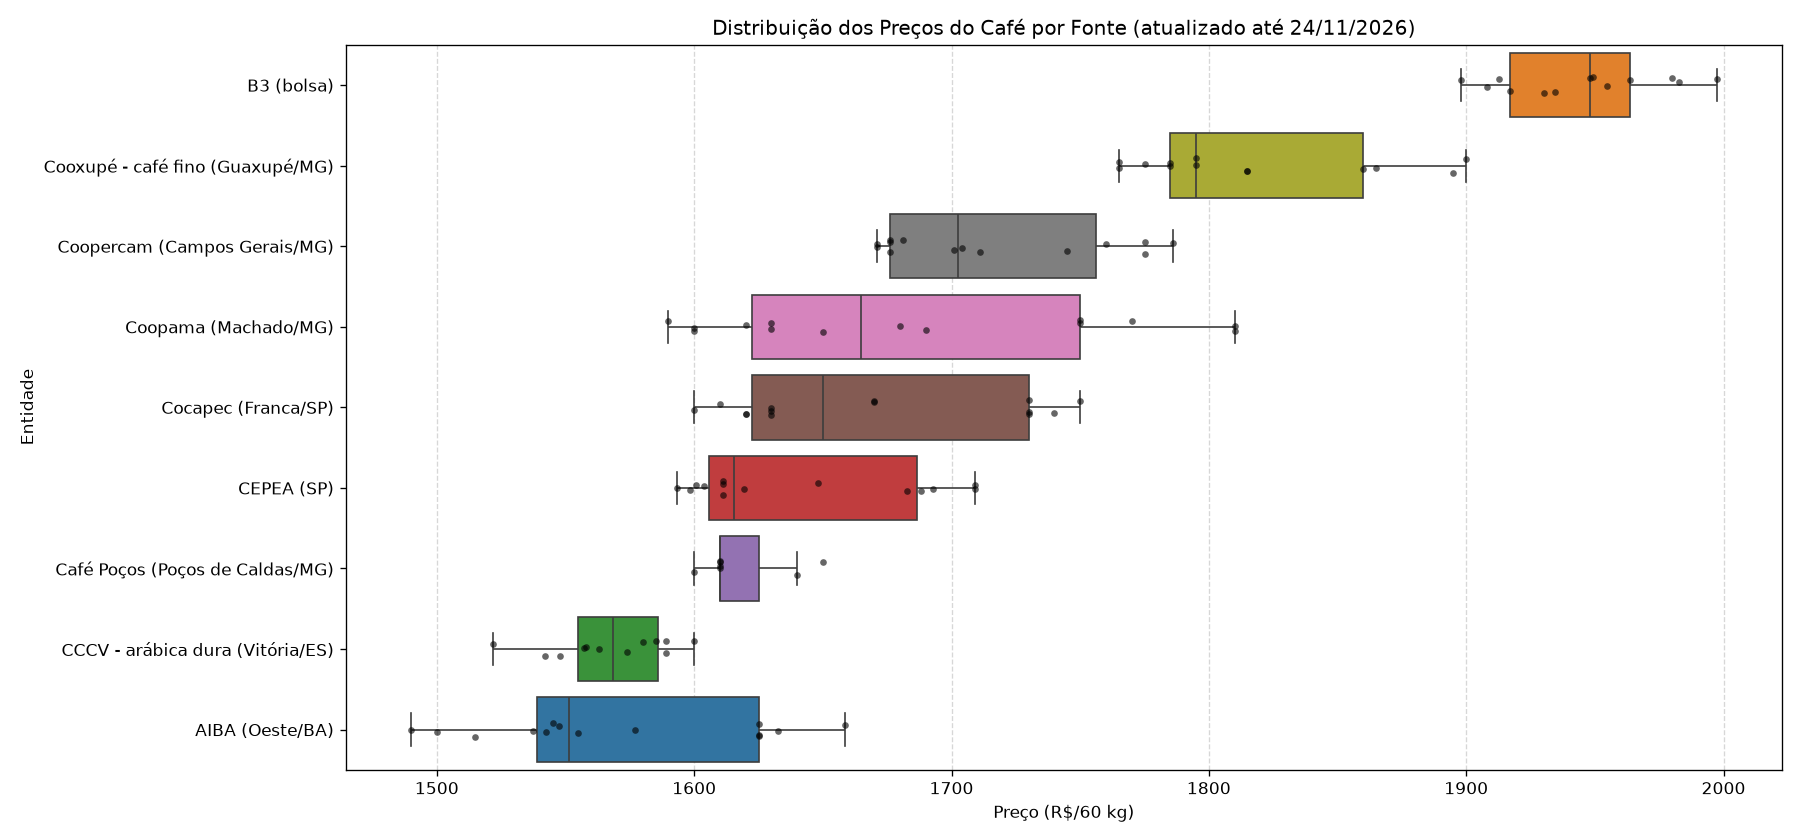 Distribuição dos Preços do Café por Fonte (atualizado até 24/11/2026)
Entidade
B3 (bolsa)
Cooxupé - café fino (Guaxupé/MG)
Coopercam (Campos Gerais/MG)
Coopama (Machado/MG)
Cocapec (Franca/SP)
CEPEA (SP)
Café Poços (Poços de Caldas/MG)
CCCV - arábica dura (Vitória/ES)
AIBA (Oeste/BA)
1500 1600 1700 1800 1900 2000
Preço (R$/60 kg)